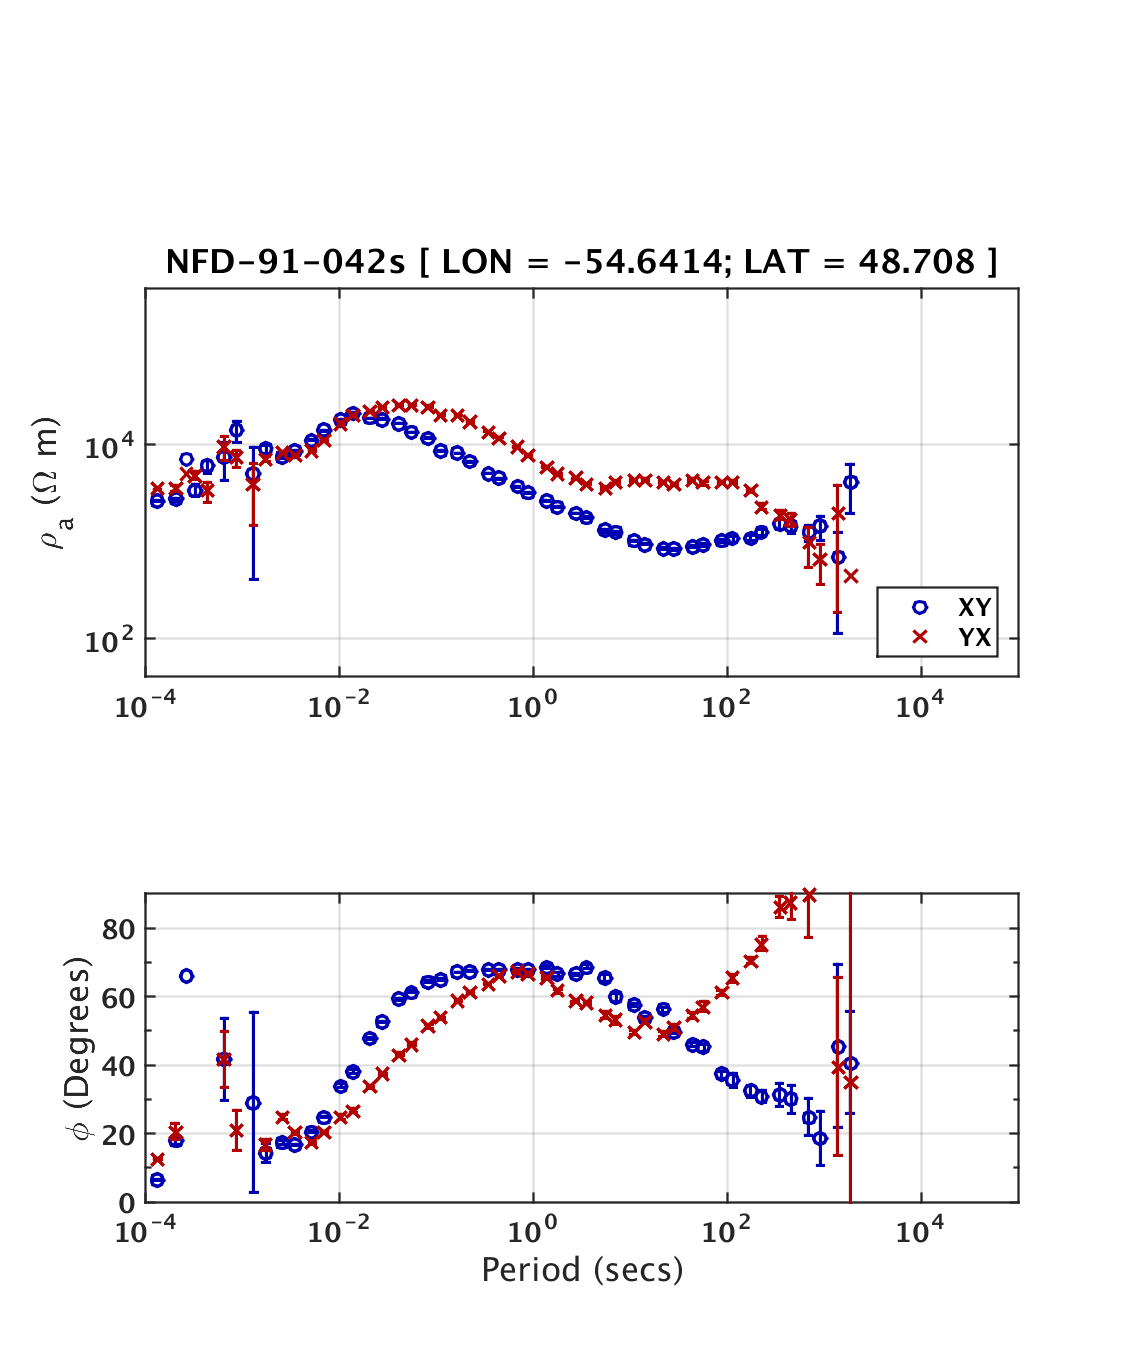 NFD-91-042s [ LON = -54.6414; LAT = 48.708 ]
ρa (Ω m)
10^4
10^2
XY
YX
10^-4 10^-2 10^0 10^2 10^4
ϕ (Degrees)
80
60
40
20
0
10^-4 10^-2 10^0 10^2 10^4
Period (secs)